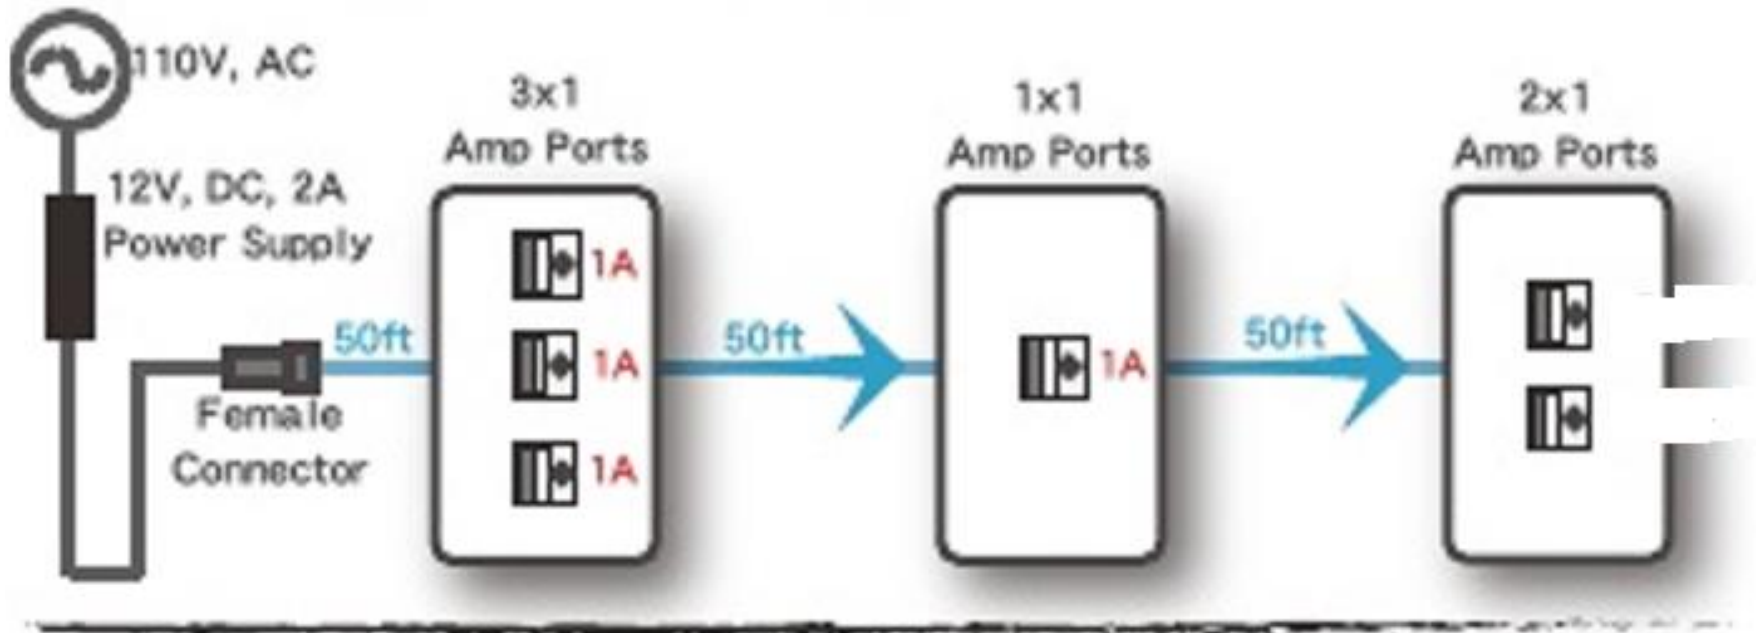 110V, AC
12V, DC, 2A
Power Supply
Female
Connector
50ft
3x1
Amp Ports
1A
1A
1A
50ft
1x1
Amp Ports
1A
50ft
2x1
Amp Ports